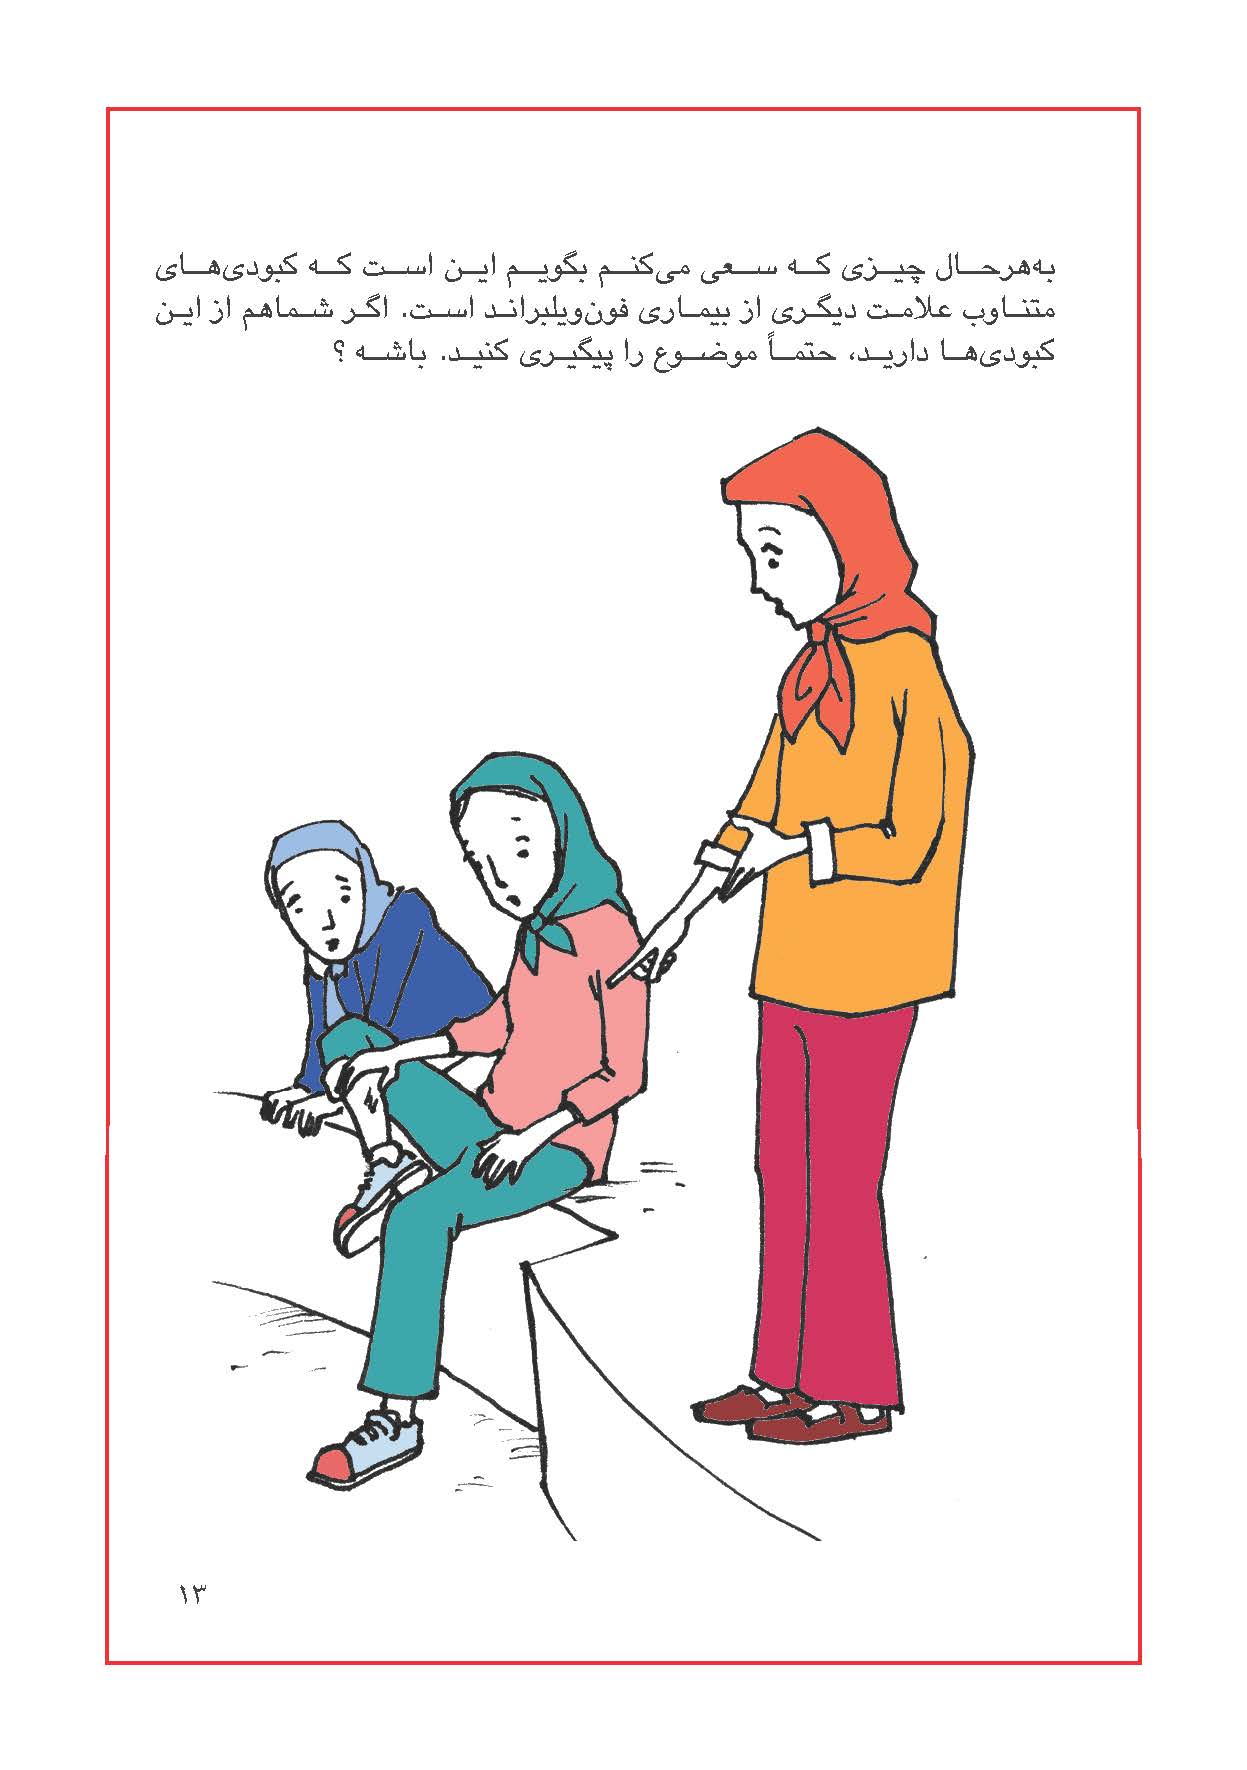 به‌هرحال چیزی که سعی می‌کنم بگویم این است که کبودی‌های
متناوب علامت دیگری از بیماری فون‌ویلبراند است. اگر شماهم از این
کبودی‌ها دارید، حتماً موضوع را پیگیری کنید. باشه ؟
۱۳